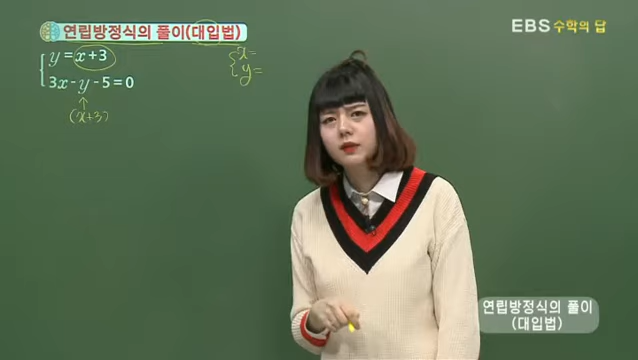 연립방정식의 풀이(대입법)
EBS 수학의 답
y = x+3
3x-y-5=0
(x+3)
x=
y=
연립방정식의 풀이
(대입법)